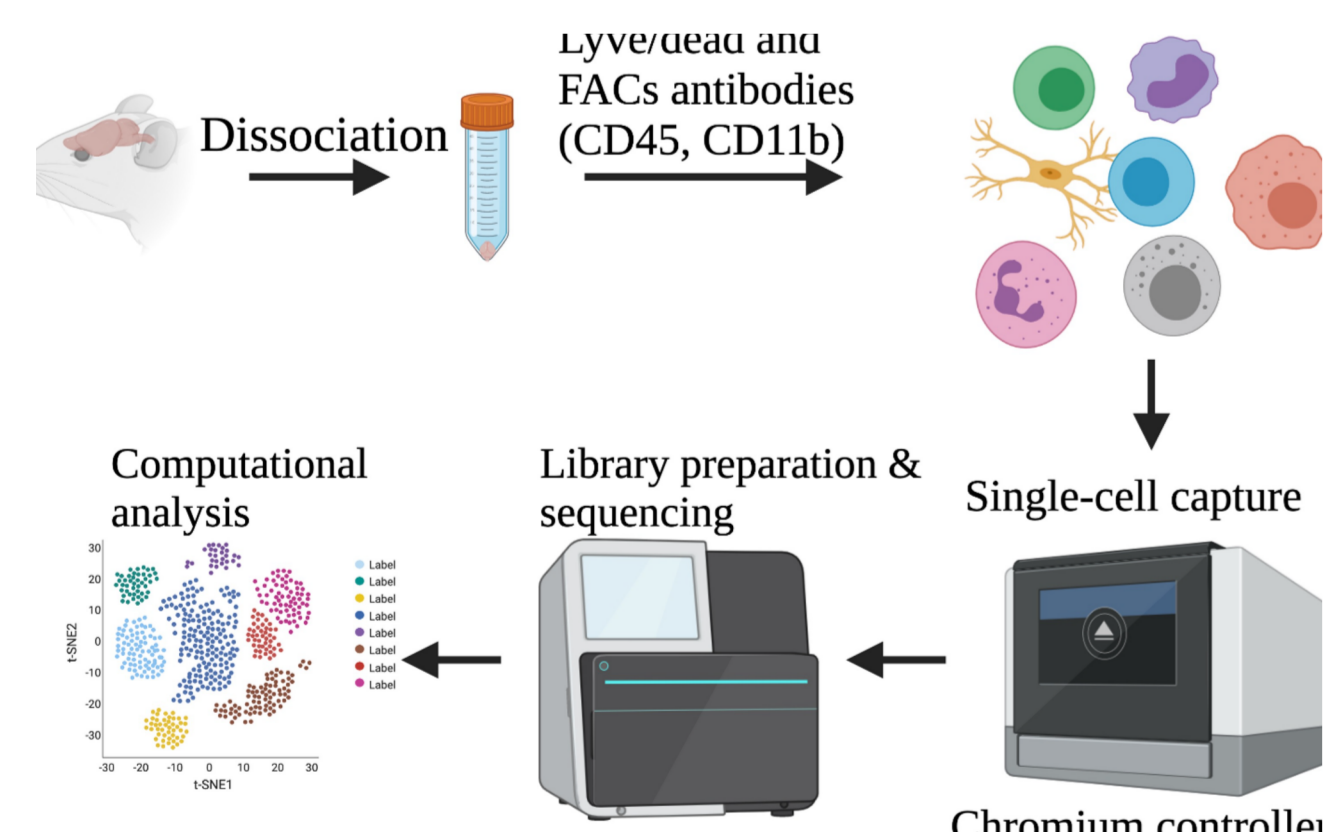 Lyve/dead and
FACs antibodies
(CD45, CD11b)
Dissociation
Single-cell capture
Chromium controller
Library preparation &
sequencing
Computational
analysis
30
20
10
0
-10
-20
-30
t-SNE2
-30 -20 -10 0 10 20 30
t-SNE1
Label
Label
Label
Label
Label
Label
Label
Label